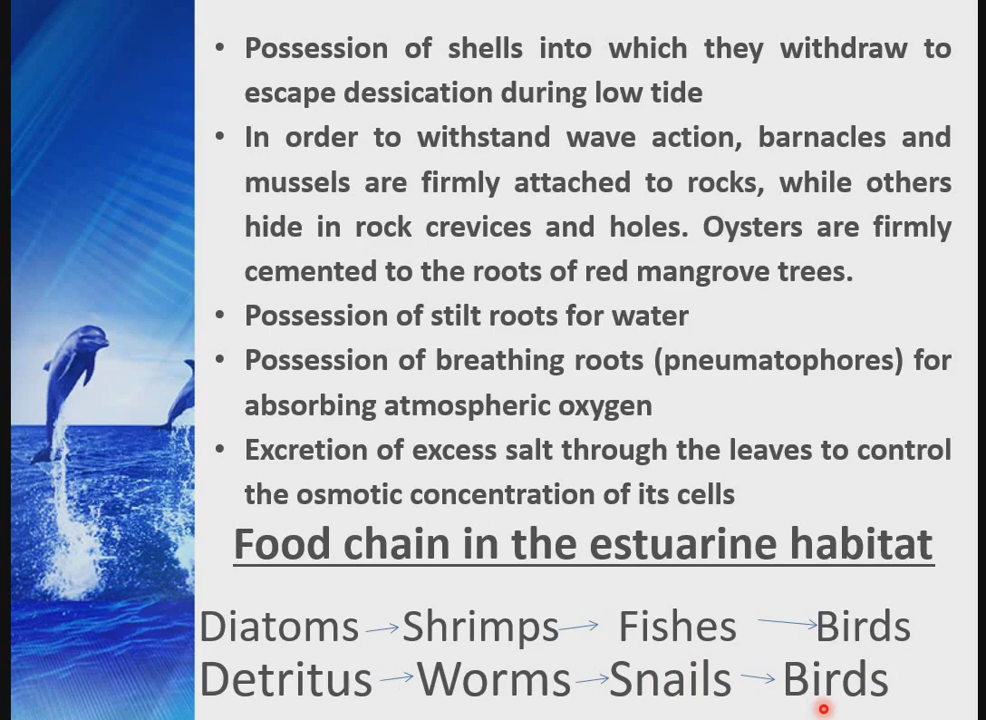 • Possession of shells into which they withdraw to
escape dessication during low tide
• In order to withstand wave action, barnacles and
mussels are firmly attached to rocks, while others
hide in rock crevices and holes. Oysters are firmly
cemented to the roots of red mangrove trees.
• Possession of stilt roots for water
• Possession of breathing roots (pneumatophores) for
absorbing atmospheric oxygen
• Excretion of excess salt through the leaves to control
the osmotic concentration of its cells
Food chain in the estuarine habitat
Diatoms → Shrimps → Fishes → Birds
Detritus → Worms → Snails → Birds